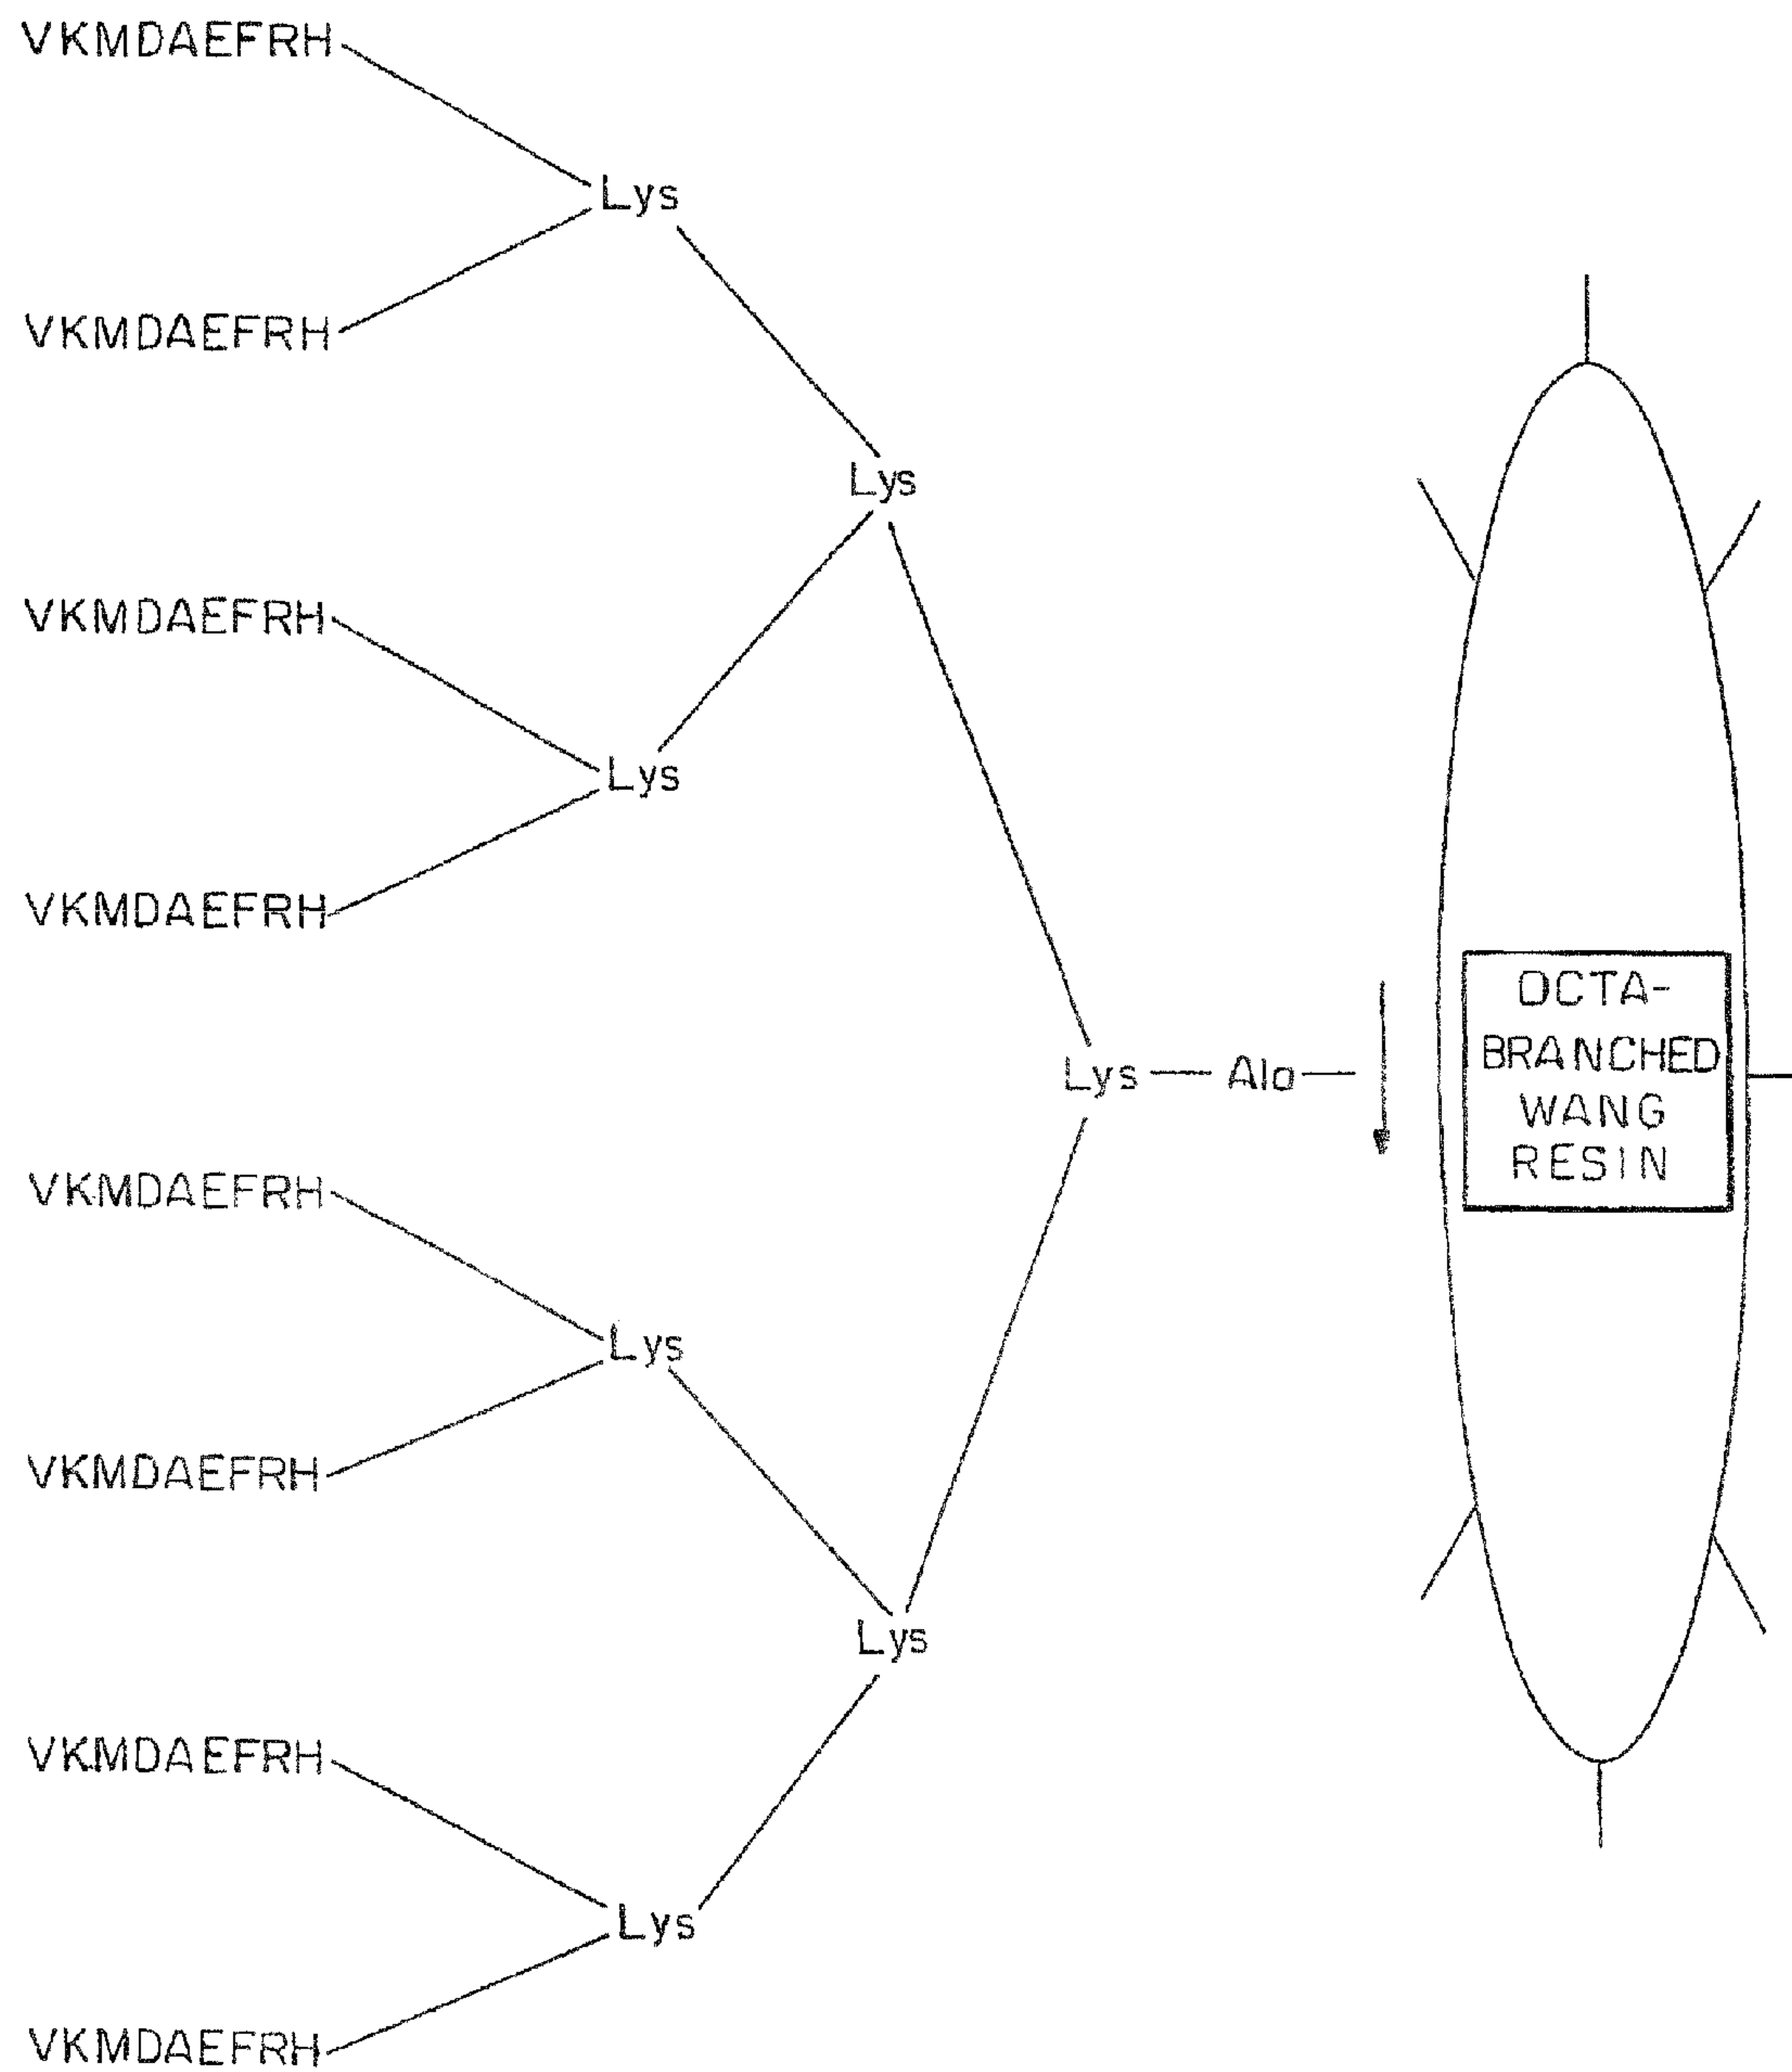 VKMDAEFRH
Lys
VKMDAEFRH
Lys
VKMDAEFRH
Lys
VKMDAEFRH
Lys — Ala —
OCTA-
BRANCHED
WANG
RESIN
VKMDAEFRH
Lys
VKMDAEFRH
Lys
VKMDAEFRH
Lys
VKMDAEFRH